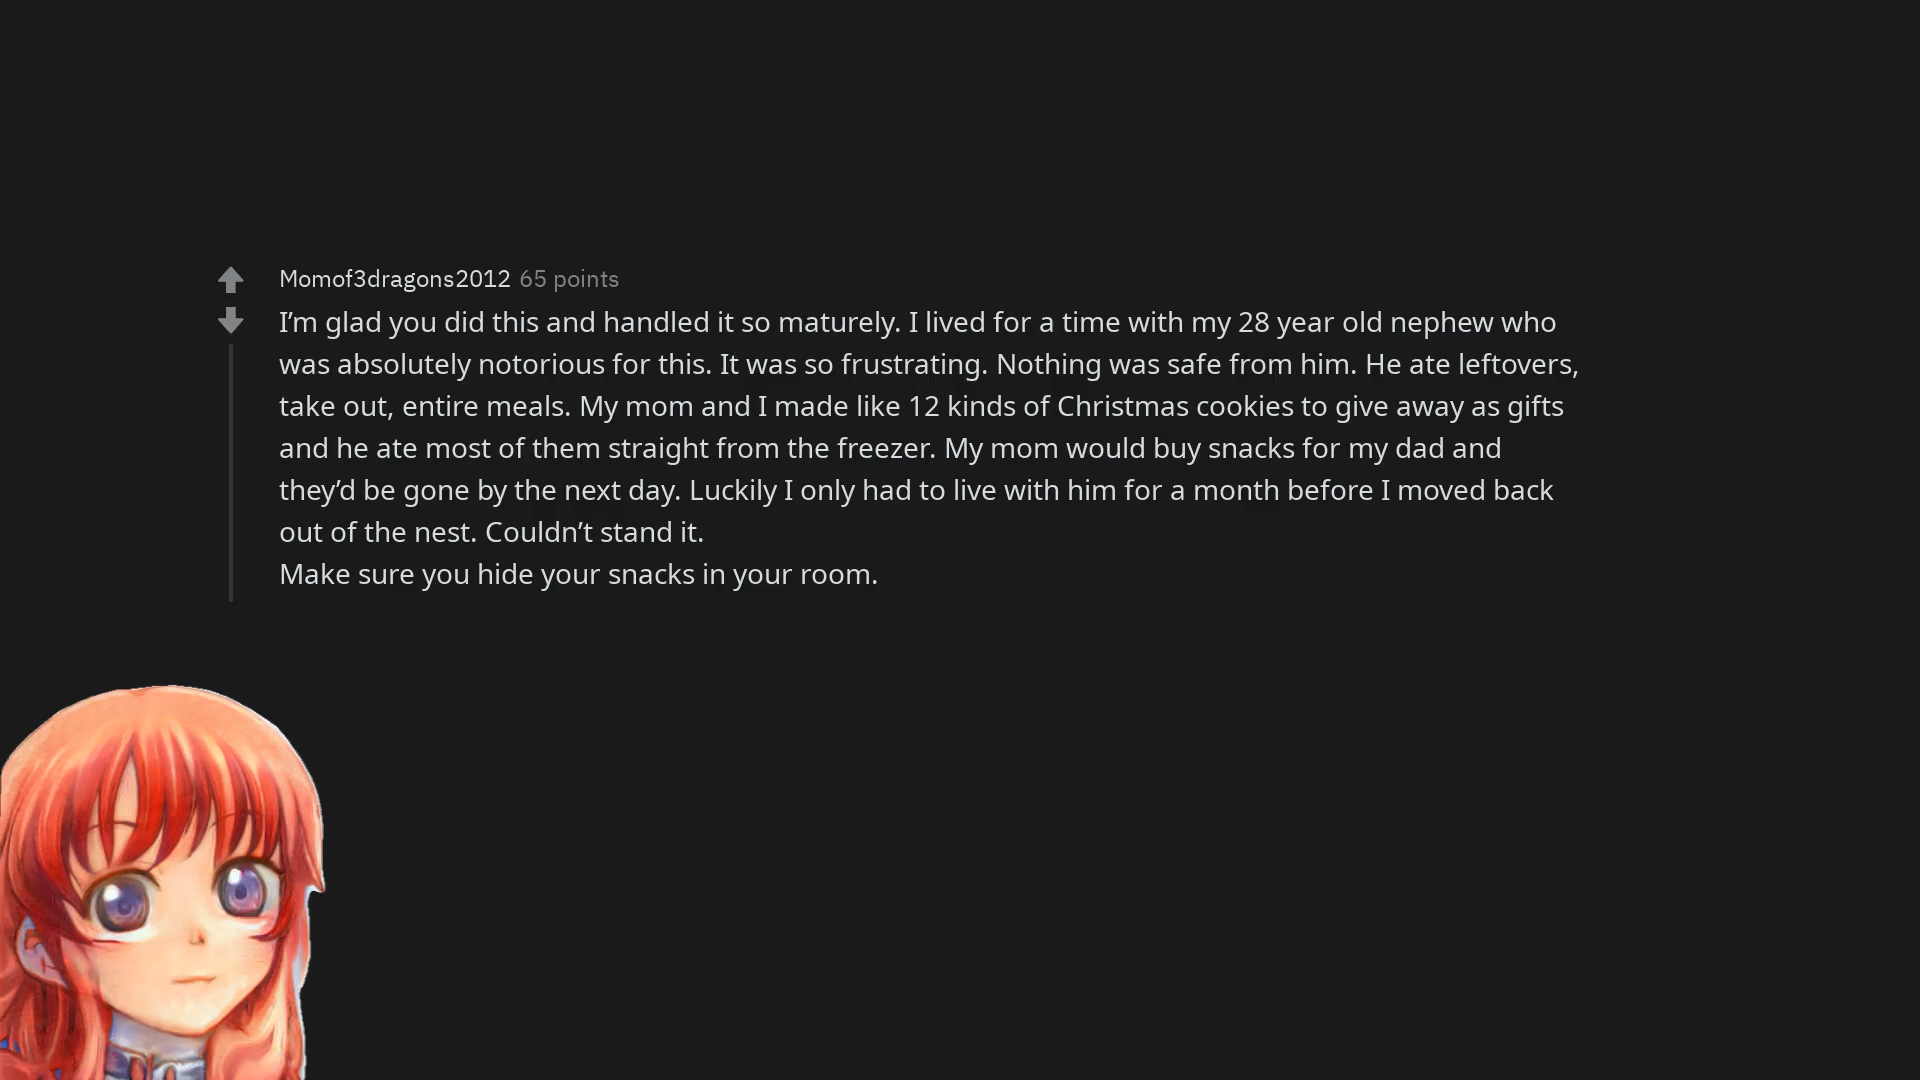 Momof3dragons2012 65 points
I’m glad you did this and handled it so maturely. I lived for a time with my 28 year old nephew who
was absolutely notorious for this. It was so frustrating. Nothing was safe from him. He ate leftovers,
take out, entire meals. My mom and I made like 12 kinds of Christmas cookies to give away as gifts
and he ate most of them straight from the freezer. My mom would buy snacks for my dad and
they’d be gone by the next day. Luckily I only had to live with him for a month before I moved back
out of the nest. Couldn’t stand it.
Make sure you hide your snacks in your room.